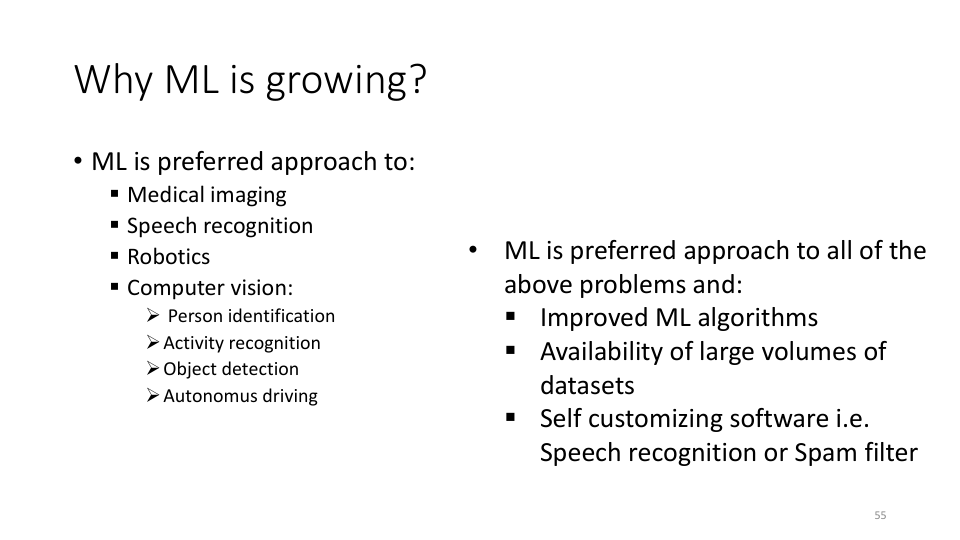 Why ML is growing?
• ML is preferred approach to:
▪ Medical imaging
▪ Speech recognition
▪ Robotics
▪ Computer vision:
➢ Person identification
➢ Activity recognition
➢ Object detection
➢ Autonomus driving
• ML is preferred approach to all of the
above problems and:
▪ Improved ML algorithms
▪ Availability of large volumes of
datasets
▪ Self customizing software i.e.
Speech recognition or Spam filter
55